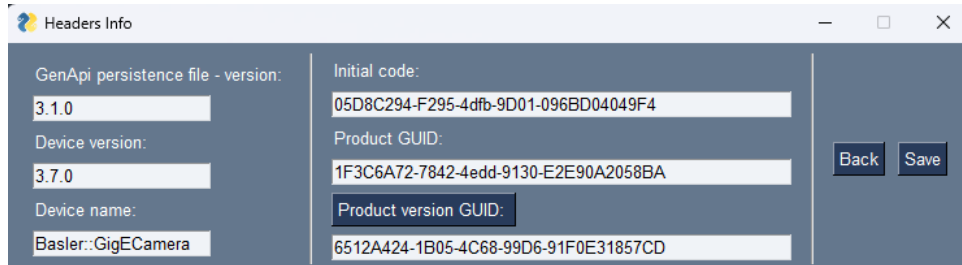 Headers Info
GenApi persistence file - version:
3.1.0
Device version:
3.7.0
Device name:
Basler::GigECamera
Initial code:
05D8C294-F295-4dfb-9D01-096BD04049F4
Product GUID:
1F3C6A72-7842-4edd-9130-E2E90A2058BA
Product version GUID:
6512A424-1B05-4C68-99D6-91F0E31857CD
Back Save